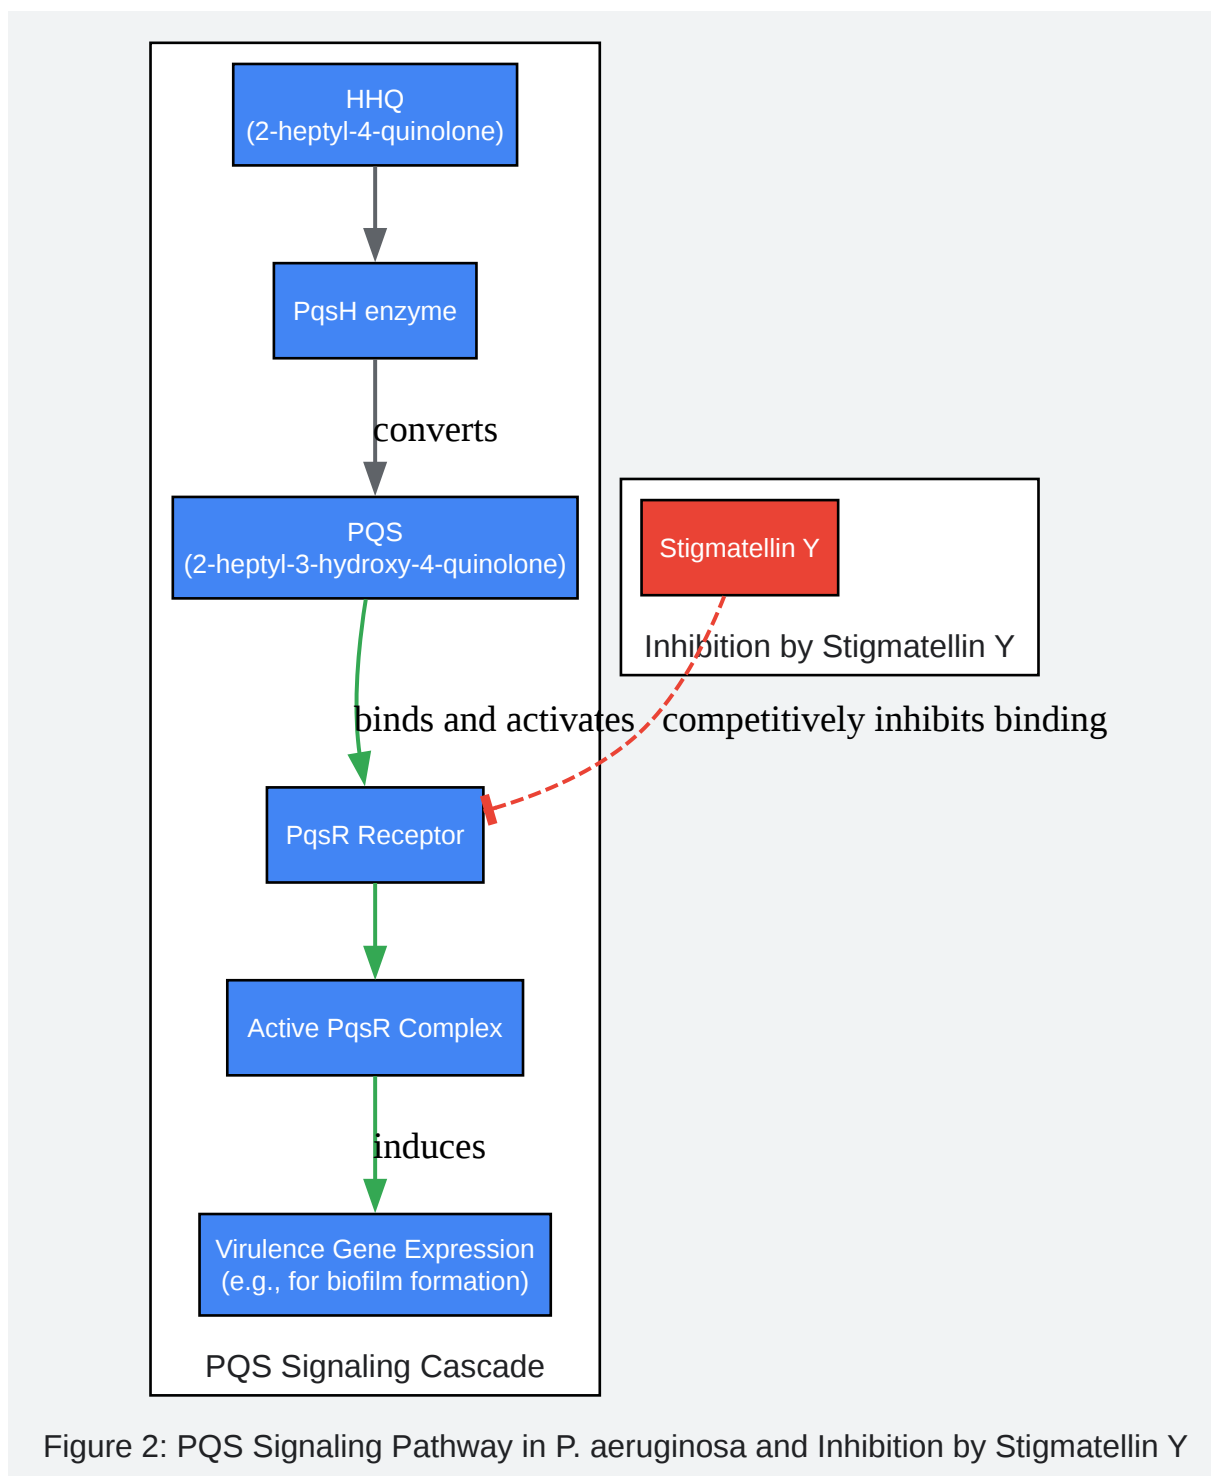 HHQ
(2-heptyl-4-quinolone)
PqsH enzyme
converts
PQS
(2-heptyl-3-hydroxy-4-quinolone)
Stigmatellin Y
Inhibition by Stigmatellin Y
binds and activates
competitively inhibits binding
PqsR Receptor
Active PqsR Complex
induces
Virulence Gene Expression
(e.g., for biofilm formation)
PQS Signaling Cascade
Figure 2: PQS Signaling Pathway in P. aeruginosa and Inhibition by Stigmatellin Y